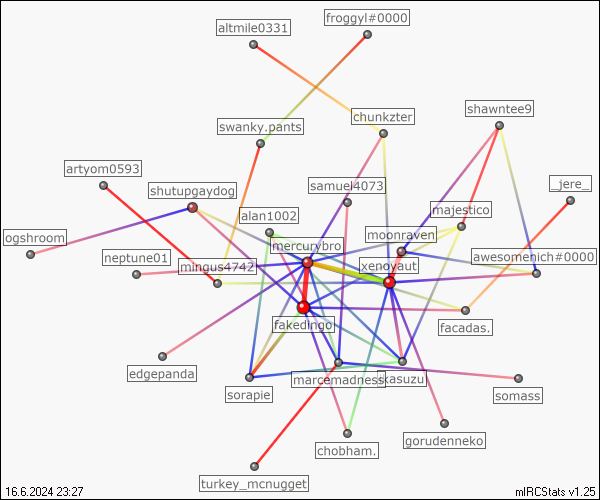 froggyl#0000
altmile0331
shawntee9
chunkzter
swanky.pants
artyom0593
samuel4073
_jere_
shutupgaydog
majestico
alan1002
moonraven
ogshroom
mercurybro
neptune01
awesomenich#0000
mingus4742
xenoyaut
fakedingo
facadas.
edgepanda
marcemadness
kasuzu
sorapie
somass
gorudenneko
chobham.
turkey_mcnugget
16.6.2024 23:27
mIRCStats v1.25